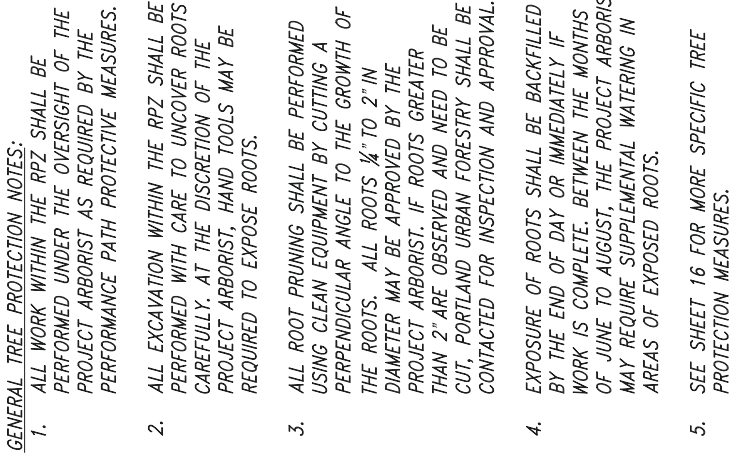 GENERAL TREE PROTECTION NOTES:
1. ALL WORK WITHIN THE RPZ SHALL BE
PERFORMED UNDER THE OVERSIGHT OF THE
PROJECT ARBORIST AS REQUIRED BY THE
PERFORMANCE PATH PROTECTIVE MEASURES.
2. ALL EXCAVATION WITHIN THE RPZ SHALL BE
PERFORMED WITH CARE TO UNCOVER ROOTS
CAREFULLY. AT THE DISCRETION OF THE
PROJECT ARBORIST, HAND TOOLS MAY BE
REQUIRED TO EXPOSE ROOTS.
3. ALL ROOT PRUNING SHALL BE PERFORMED
USING CLEAN EQUIPMENT BY CUTTING A
PERPENDICULAR ANGLE TO THE GROWTH OF
THE ROOTS. ALL ROOTS ¼" TO 2" IN
DIAMETER MAY BE APPROVED BY THE
PROJECT ARBORIST. IF ROOTS GREATER
THAN 2" ARE OBSERVED AND NEED TO BE
CUT, PORTLAND URBAN FORESTRY SHALL BE
CONTACTED FOR INSPECTION AND APPROVAL.
4. EXPOSURE OF ROOTS SHALL BE BACKFILLED
BY THE END OF DAY OR IMMEDIATELY IF
WORK IS COMPLETE. BETWEEN THE MONTHS
OF JUNE TO AUGUST, THE PROJECT ARBORIS
MAY REQUIRE SUPPLEMENTAL WATERING IN
AREAS OF EXPOSED ROOTS.
5. SEE SHEET 16 FOR MORE SPECIFIC TREE
PROTECTION MEASURES.